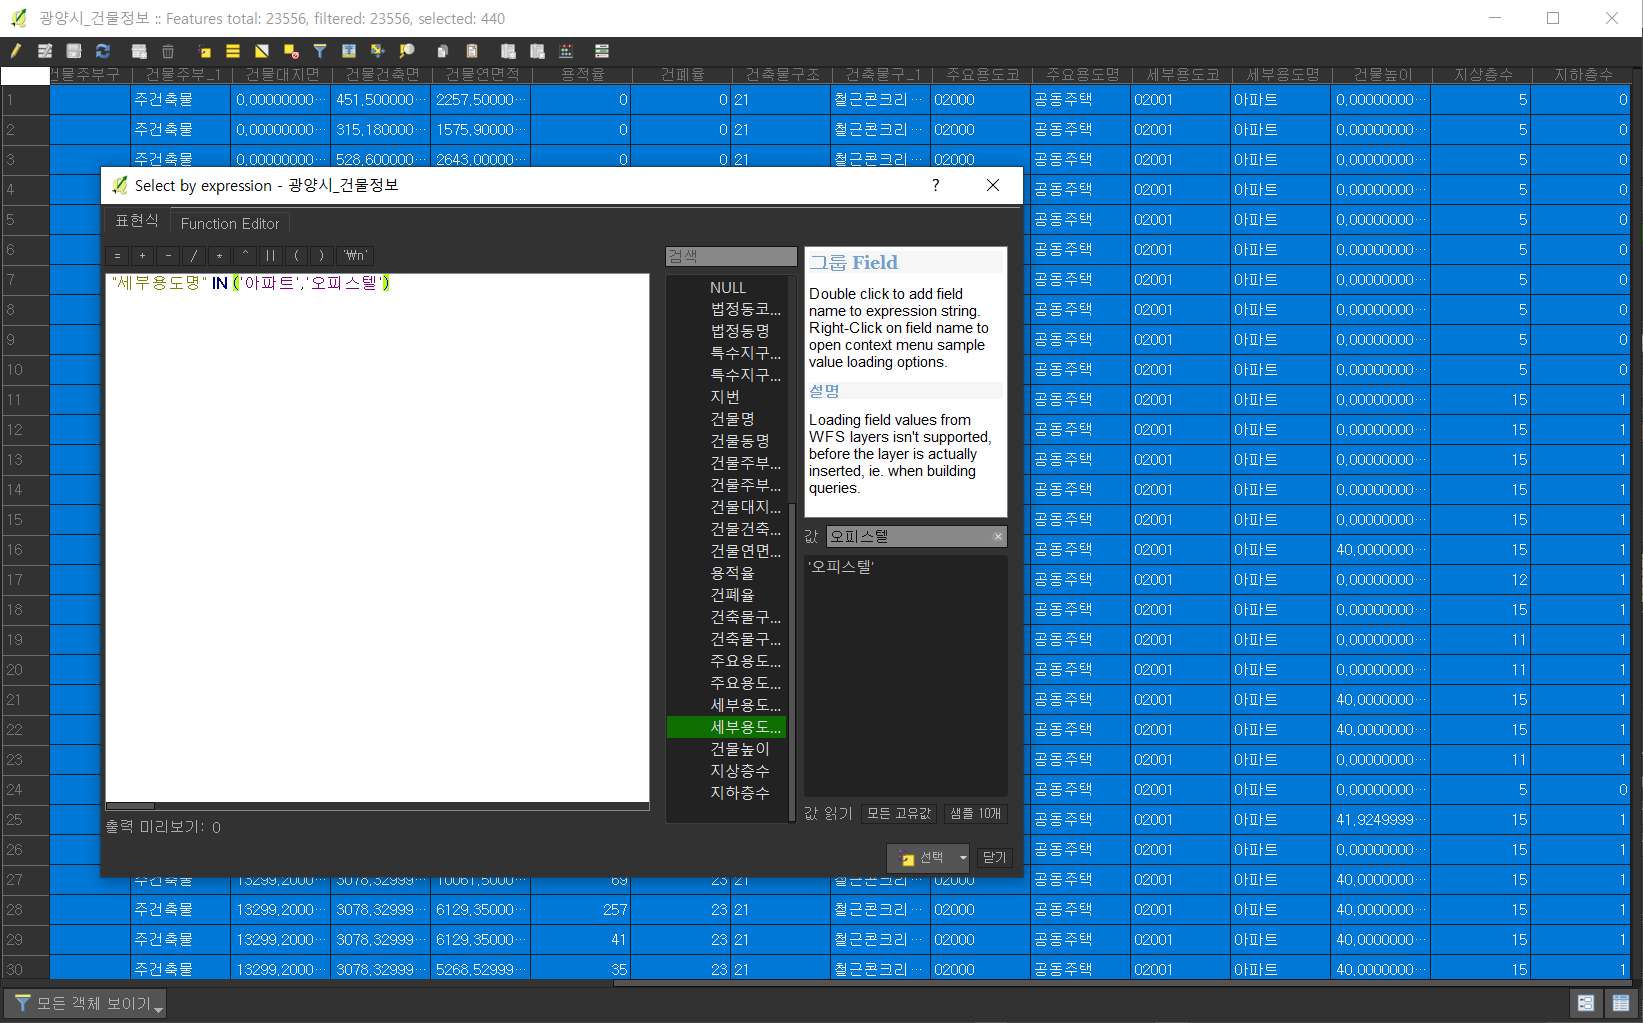 광양시_건물정보 :: Features total: 23556, filtered: 23556, selected: 440
건물주부구 건물주부_1 건물대지면 건물건축면 건물연면적 용적율 건폐율 건축물구조 건축물구_1 주요용도코 주요용도명 세부용도코 세부용도명 건물높이 지상층수 지하층수
1 주건축물 0,00000000··· 451,500000··· 2257,50000··· 0 0 21 철근콘크리··· 02000 공동주택 02001 아파트 0,00000000··· 5 0
2 주건축물 0,00000000··· 315,180000··· 1575,90000··· 0 0 21 철근콘크리··· 02000 공동주택 02001 아파트 0,00000000··· 5 0
3 주건축물 0,00000000··· 528,600000··· 2643,00000··· 0 0 21 철근콘크리··· 02000 공동주택 02001 아파트 0,00000000··· 5 0
4 공동주택 02001 아파트 0,00000000··· 5 0
5 공동주택 02001 아파트 0,00000000··· 5 0
6 공동주택 02001 아파트 0,00000000··· 5 0
7 공동주택 02001 아파트 0,00000000··· 5 0
8 공동주택 02001 아파트 0,00000000··· 5 0
9 공동주택 02001 아파트 0,00000000··· 5 0
10 공동주택 02001 아파트 0,00000000··· 5 0
11 공동주택 02001 아파트 0,00000000··· 15 1
12 공동주택 02001 아파트 0,00000000··· 15 1
13 공동주택 02001 아파트 0,00000000··· 15 1
14 공동주택 02001 아파트 0,00000000··· 15 1
15 공동주택 02001 아파트 0,00000000··· 15 1
16 공동주택 02001 아파트 40,0000000··· 15 1
17 공동주택 02001 아파트 0,00000000··· 12 1
18 공동주택 02001 아파트 0,00000000··· 15 1
19 공동주택 02001 아파트 0,00000000··· 11 1
20 공동주택 02001 아파트 0,00000000··· 11 1
21 공동주택 02001 아파트 40,0000000··· 15 1
22 공동주택 02001 아파트 40,0000000··· 15 1
23 공동주택 02001 아파트 0,00000000··· 11 1
24 공동주택 02001 아파트 0,00000000··· 5 0
25 공동주택 02001 아파트 41,9249999··· 15 1
26 공동주택 02001 아파트 0,00000000··· 15 1
27 주건축물 13299,2000··· 3078,32999··· 10061,5000··· 69 23 21 철근콘크리··· 02000 공동주택 02001 아파트 40,0000000··· 15 1
28 주건축물 13299,2000··· 3078,32999··· 6129,35000··· 257 23 21 철근콘크리··· 02000 공동주택 02001 아파트 40,0000000··· 15 1
29 주건축물 13299,2000··· 3078,32999··· 6129,35000··· 41 23 21 철근콘크리··· 02000 공동주택 02001 아파트 40,0000000··· 15 1
30 주건축물 13299,2000··· 3078,32999··· 5268,52999··· 35 23 21 철근콘크리··· 02000 공동주택 02001 아파트 40,0000000··· 15 1
모든 객체 보이기
Select by expression - 광양시_건물정보 ?
표현식 Function Editor
= + - / * ^ || ( ) '₩n'
"세부용도명" IN ('아파트','오피스텔')
출력 미리보기: 0
검색
NULL
법정동코...
법정동명
특수지구...
특수지구...
지번
건물명
건물동명
건물주부...
건물주부...
건물대지...
건물건축...
건물연면...
용적율
건폐율
건축물구...
건축물구...
주요용도...
주요용도...
세부용도...
세부용도...
건물높이
지상층수
지하층수
그룹 Field
Double click to add field
name to expression string.
Right-Click on field name to
open context menu sample
value loading options.
설명
Loading field values from
WFS layers isn't supported,
before the layer is actually
inserted, ie. when building
queries.
값 오피스텔
'오피스텔'
값 읽기 모든 고유값 샘플 10개
선택 닫기